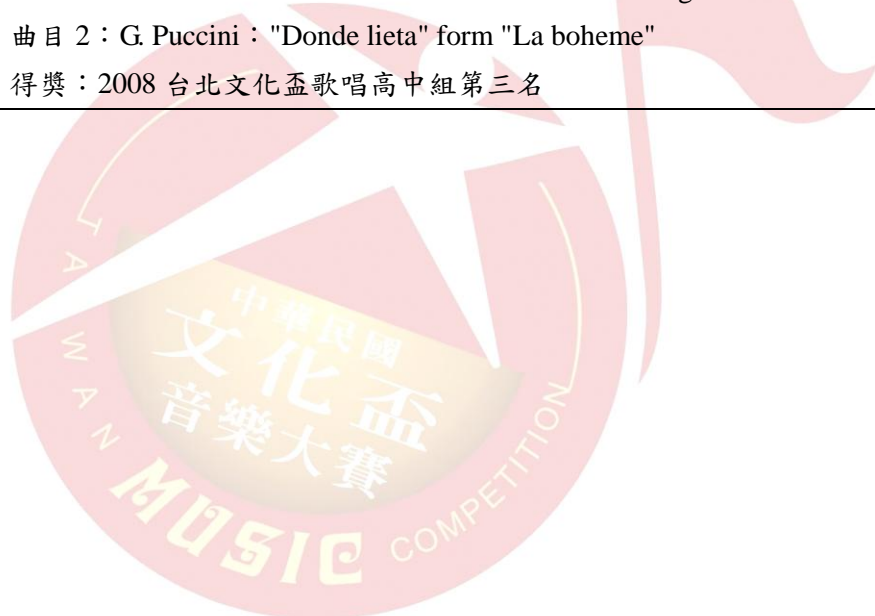 曲目 2：G. Puccini："Donde lieta" form "La boheme"
得獎：2008 台北文化盃歌唱高中組第三名
中華民國
文化盃
音樂大賽
TAIWAN MUSIC COMPETITION